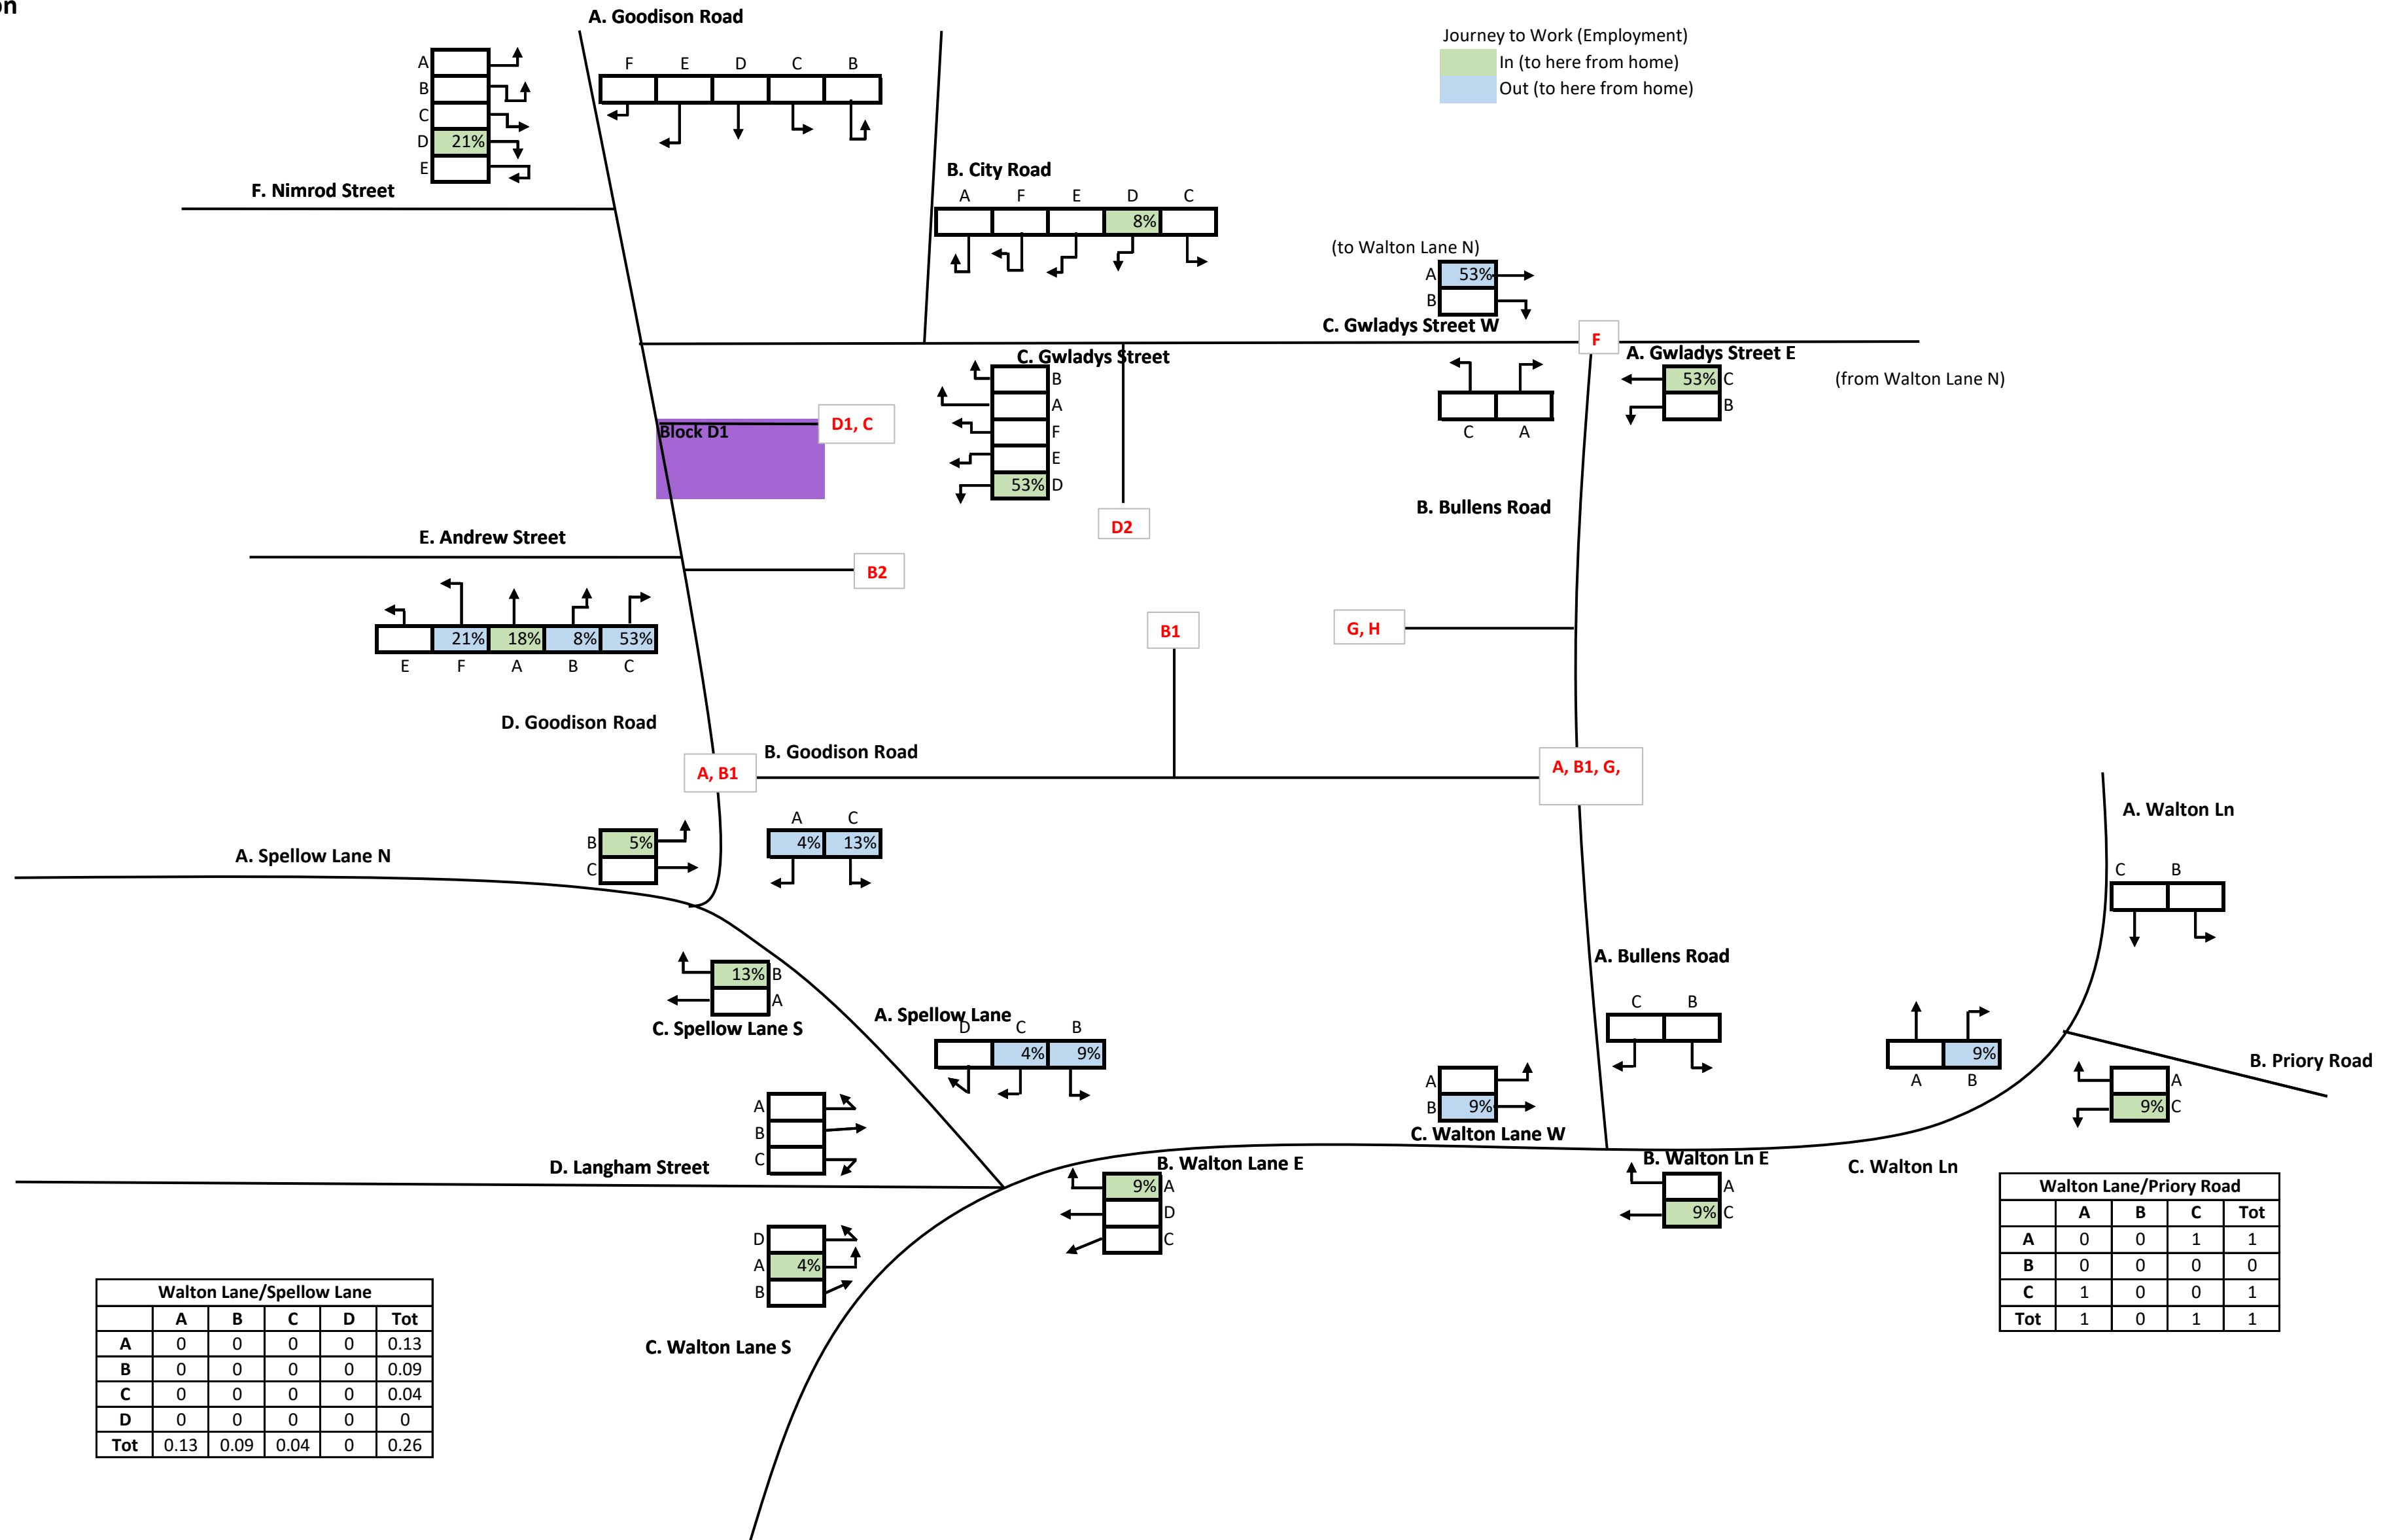 on
A. Goodison Road
Journey to Work (Employment)
In (to here from home)
Out (to here from home)
F E D C B
A
B
C
D 21%
E
F. Nimrod Street
B. City Road
A F E D C
8%
(to Walton Lane N)
A 53%
B
C. Gwladys Street W
F
A. Gwladys Street E
53% C
B
(from Walton Lane N)
C. Gwladys Street
B
A
F
E
53% D
C A
D1, C
Block D1
B. Bullens Road
D2
E. Andrew Street
B2
21% 18% 8% 53%
E F A B C
B1
G, H
D. Goodison Road
B. Goodison Road
A, B1
A, B1, G,
A. Walton Ln
C B
A C
4% 13%
B 5%
C
A. Spellow Lane N
13% B
A
C. Spellow Lane S
A. Bullens Road
C B
A. Spellow Lane
D C B
4% 9%
9%
A B
B. Priory Road
A
9% C
A
B 9%
C. Walton Lane W
A
B
C
D. Langham Street
B. Walton Lane E
9% A
D
C
B. Walton Ln E
A
9% C
C. Walton Ln
Walton Lane/Priory Road
A B C Tot
A 0 0 1 1
B 0 0 0 0
C 1 0 0 1
Tot 1 0 1 1
D
A 4%
B
C. Walton Lane S
Walton Lane/Spellow Lane
A B C D Tot
A 0 0 0 0 0.13
B 0 0 0 0 0.09
C 0 0 0 0 0.04
D 0 0 0 0 0
Tot 0.13 0.09 0.04 0 0.26